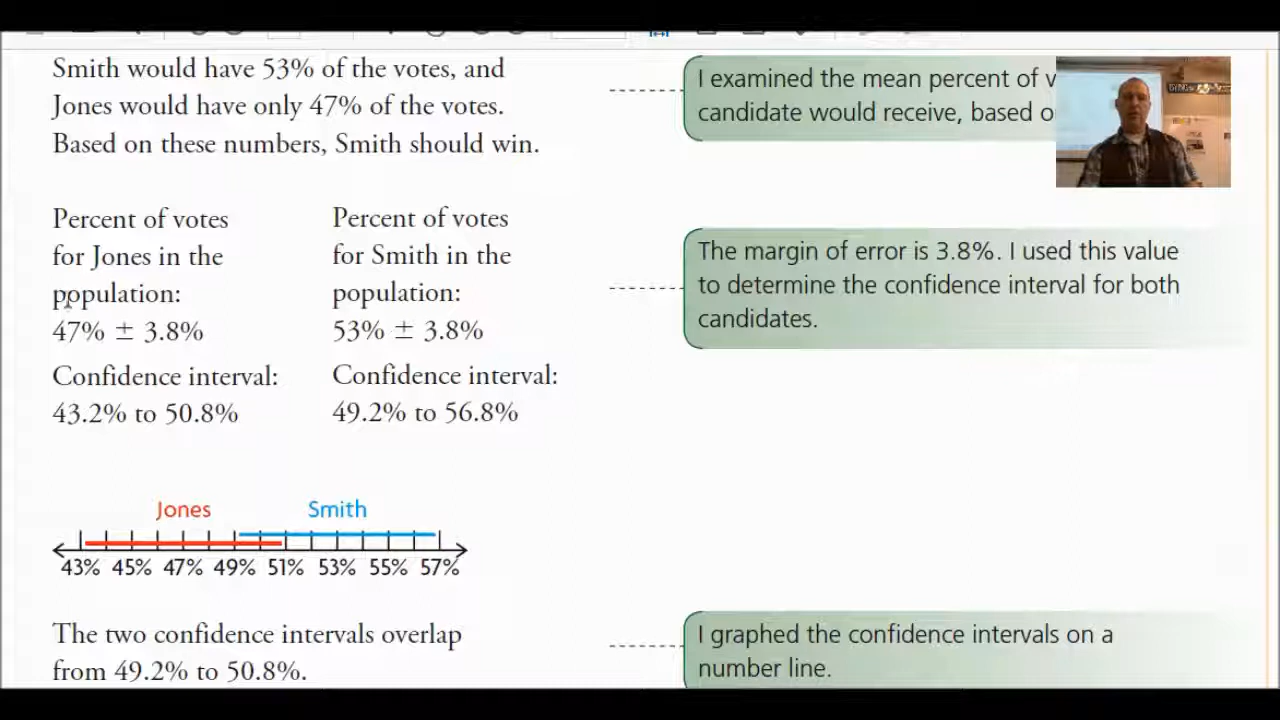 Smith would have 53% of the votes, and
Jones would have only 47% of the votes.
Based on these numbers, Smith should win.
I examined the mean percent of v
candidate would receive, based o
Percent of votes
for Jones in the
population:
47% ± 3.8%
Confidence interval:
43.2% to 50.8%
Percent of votes
for Smith in the
population:
53% ± 3.8%
Confidence interval:
49.2% to 56.8%
The margin of error is 3.8%. I used this value
to determine the confidence interval for both
candidates.
Jones Smith
43% 45% 47% 49% 51% 53% 55% 57%
The two confidence intervals overlap
from 49.2% to 50.8%.
I graphed the confidence intervals on a
number line.